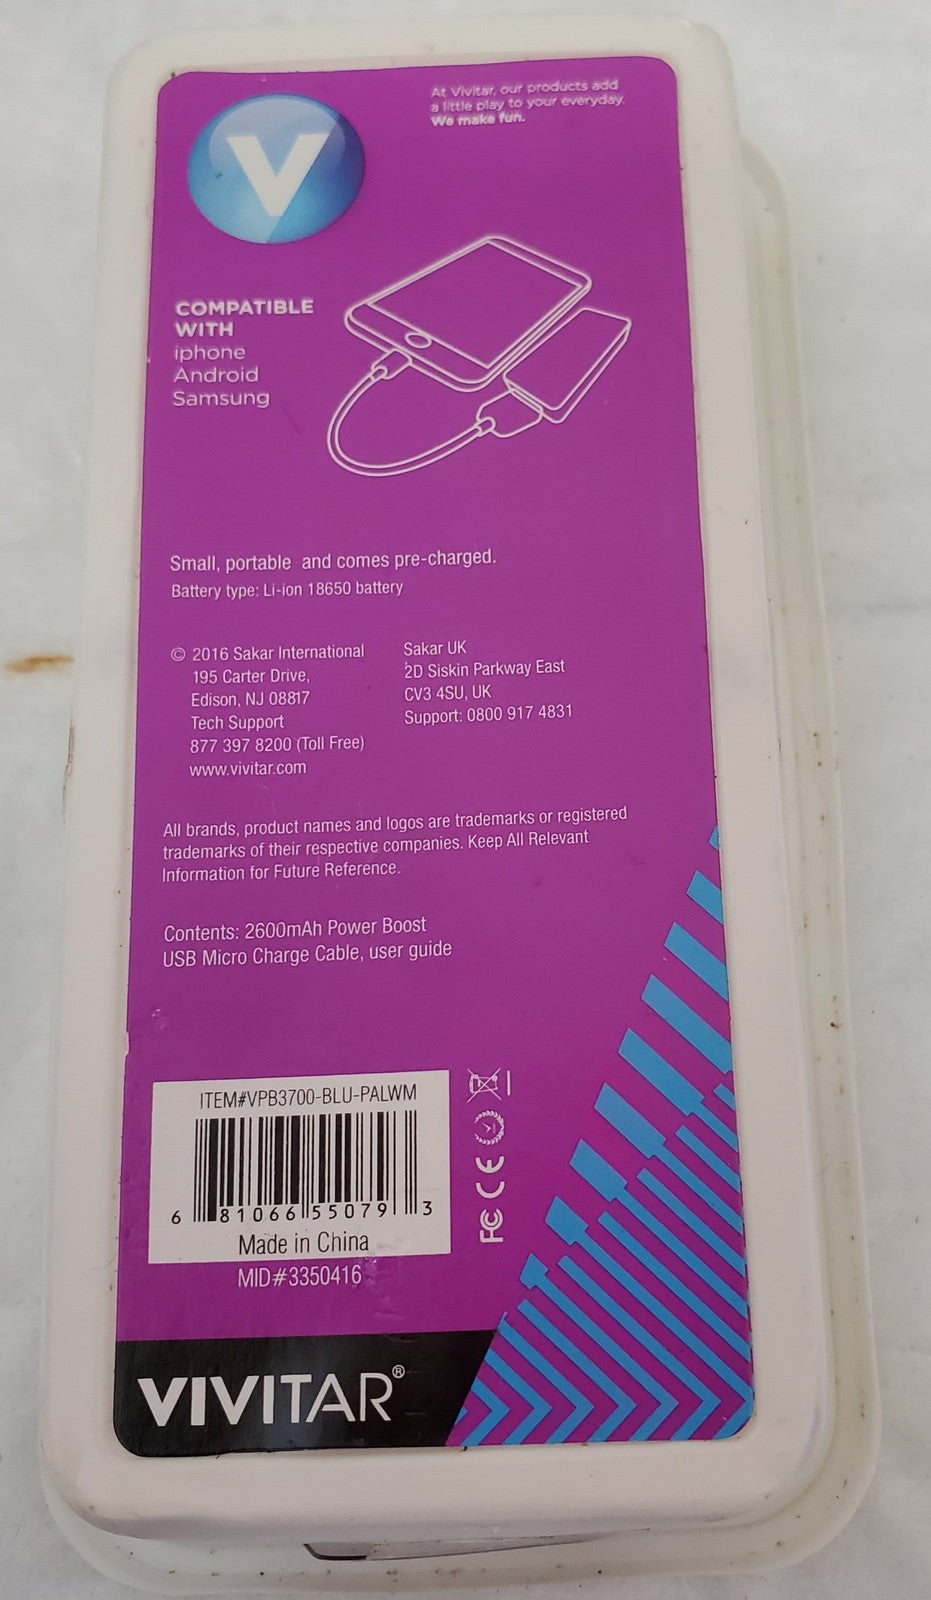 V
At Vivitar, our products add
a little play to your everyday.
We make fun.
COMPATIBLE
WITH
iphone
Android
Samsung
Small, portable and comes pre-charged.
Battery type: Li-ion 18650 battery
© 2016 Sakar International
195 Carter Drive,
Edison, NJ 08817
Tech Support
877 397 8200 (Toll Free)
www.vivitar.com
Sakar UK
2D Siskin Parkway East
CV3 4SU, UK
Support: 0800 917 4831
All brands, product names and logos are trademarks or registered
trademarks of their respective companies. Keep All Relevant
Information for Future Reference.
Contents: 2600mAh Power Boost
USB Micro Charge Cable, user guide
ITEM#VPB3700-BLU-PALWM
6 81066 55079 3
Made in China
MID#3350416
FC CE
VIVITAR®